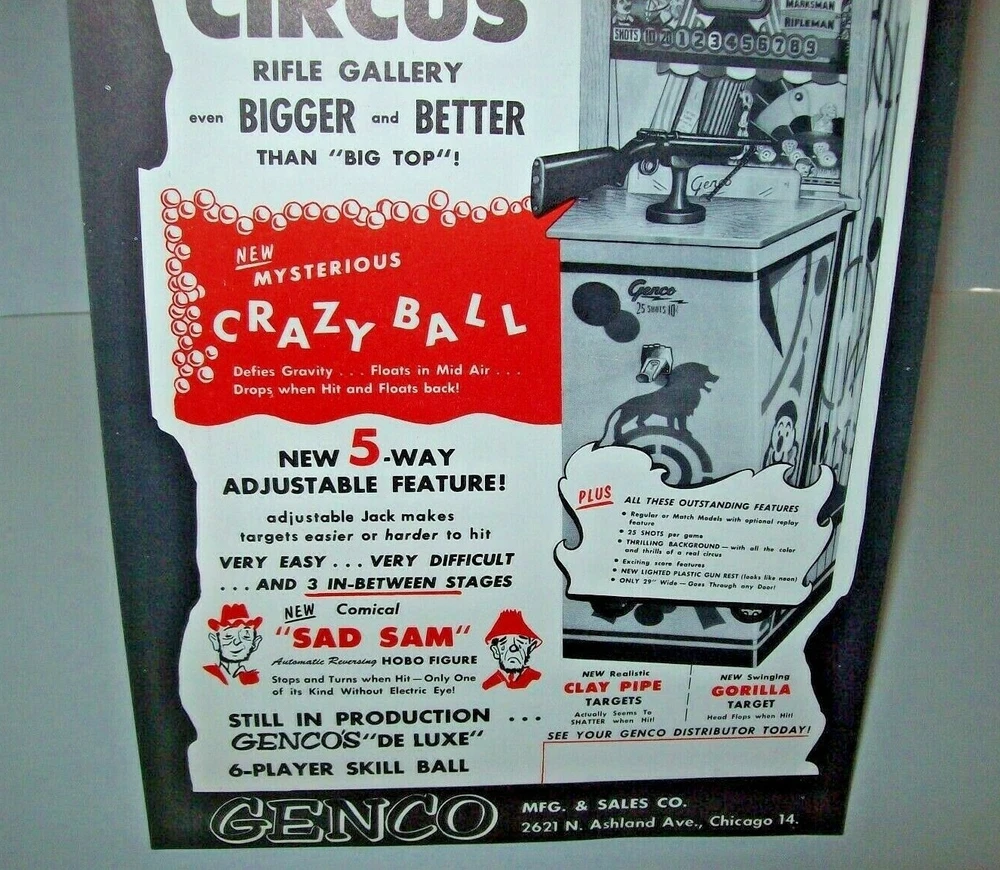 CIRCUS
RIFLE GALLERY
even BIGGER and BETTER
THAN "BIG TOP"!
NEW
MYSTERIOUS
CRAZY BALL
Defies Gravity . . . Floats in Mid Air . . .
Drops when Hit and Floats back!
NEW 5-WAY
ADJUSTABLE FEATURE!
adjustable Jack makes
targets easier or harder to hit
VERY EASY . . . VERY DIFFICULT
. . . AND 3 IN-BETWEEN STAGES
NEW Comical
"SAD SAM"
Automatic Reversing HOBO FIGURE
Stops and Turns when Hit—Only One
of its Kind Without Electric Eye!
STILL IN PRODUCTION . . .
GENCO'S "DE LUXE"
6-PLAYER SKILL BALL
MARKSMAN
RIFLEMAN
SHOTS 10 20 1 2 3 4 5 6 7 8 9
Genco
Genco
25 SHOTS 10¢
PLUS ALL THESE OUTSTANDING FEATURES
• Regular or Match Models with optional replay
feature
• 25 SHOTS per game
• THRILLING BACKGROUND—with all the color
and thrills of a real circus
• Exciting score features
• NEW LIGHTED PLASTIC GUN REST (looks like neon)
• ONLY 29" Wide—Goes Through any Door!
NEW Realistic
CLAY PIPE
TARGETS
Actually Seems To
SHATTER when Hit!
NEW Swinging
GORILLA
TARGET
Head Flops when Hit!
SEE YOUR GENCO DISTRIBUTOR TODAY!
GENCO MFG. & SALES CO.
2621 N. Ashland Ave., Chicago 14.